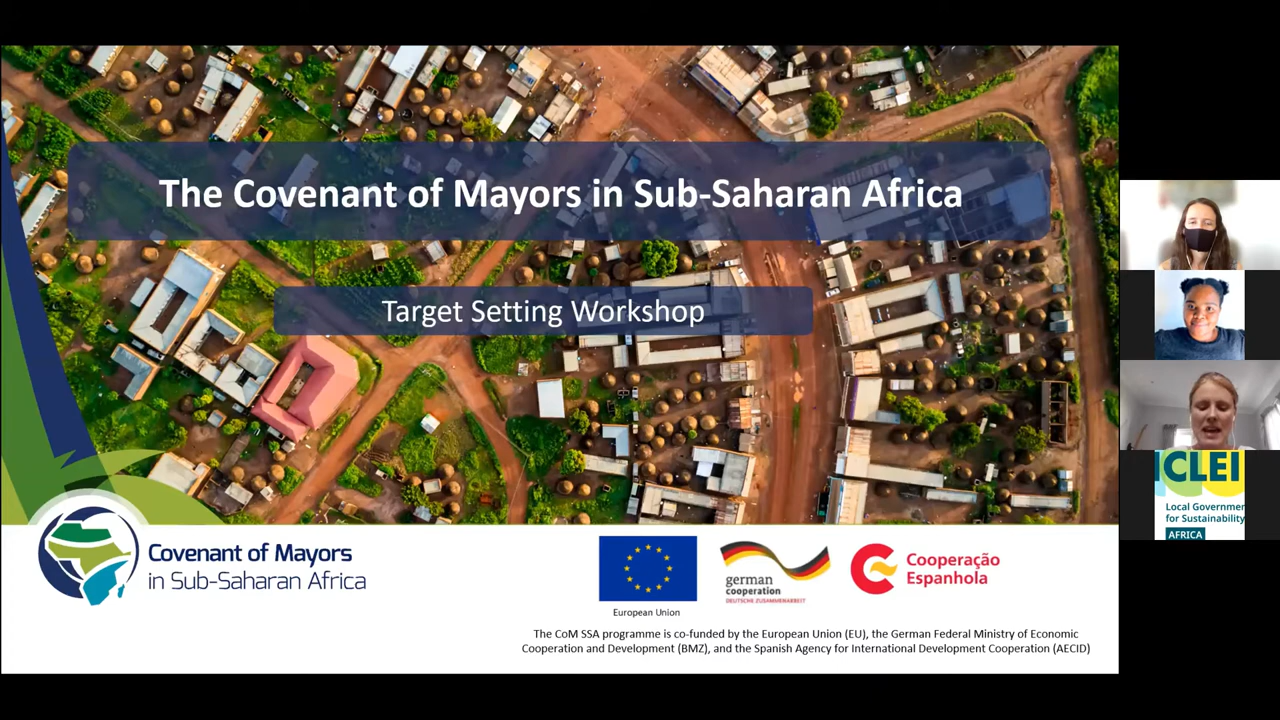 The Covenant of Mayors in Sub-Saharan Africa
Target Setting Workshop
Covenant of Mayors
in Sub-Saharan Africa
European Union
german
cooperation
DEUTSCHE ZUSAMMENARBEIT
Cooperação
Espanhola
The CoM SSA programme is co-funded by the European Union (EU), the German Federal Ministry of Economic
Cooperation and Development (BMZ), and the Spanish Agency for International Development Cooperation (AECID)
ICLEI
Local Governmen
for Sustainability
AFRICA